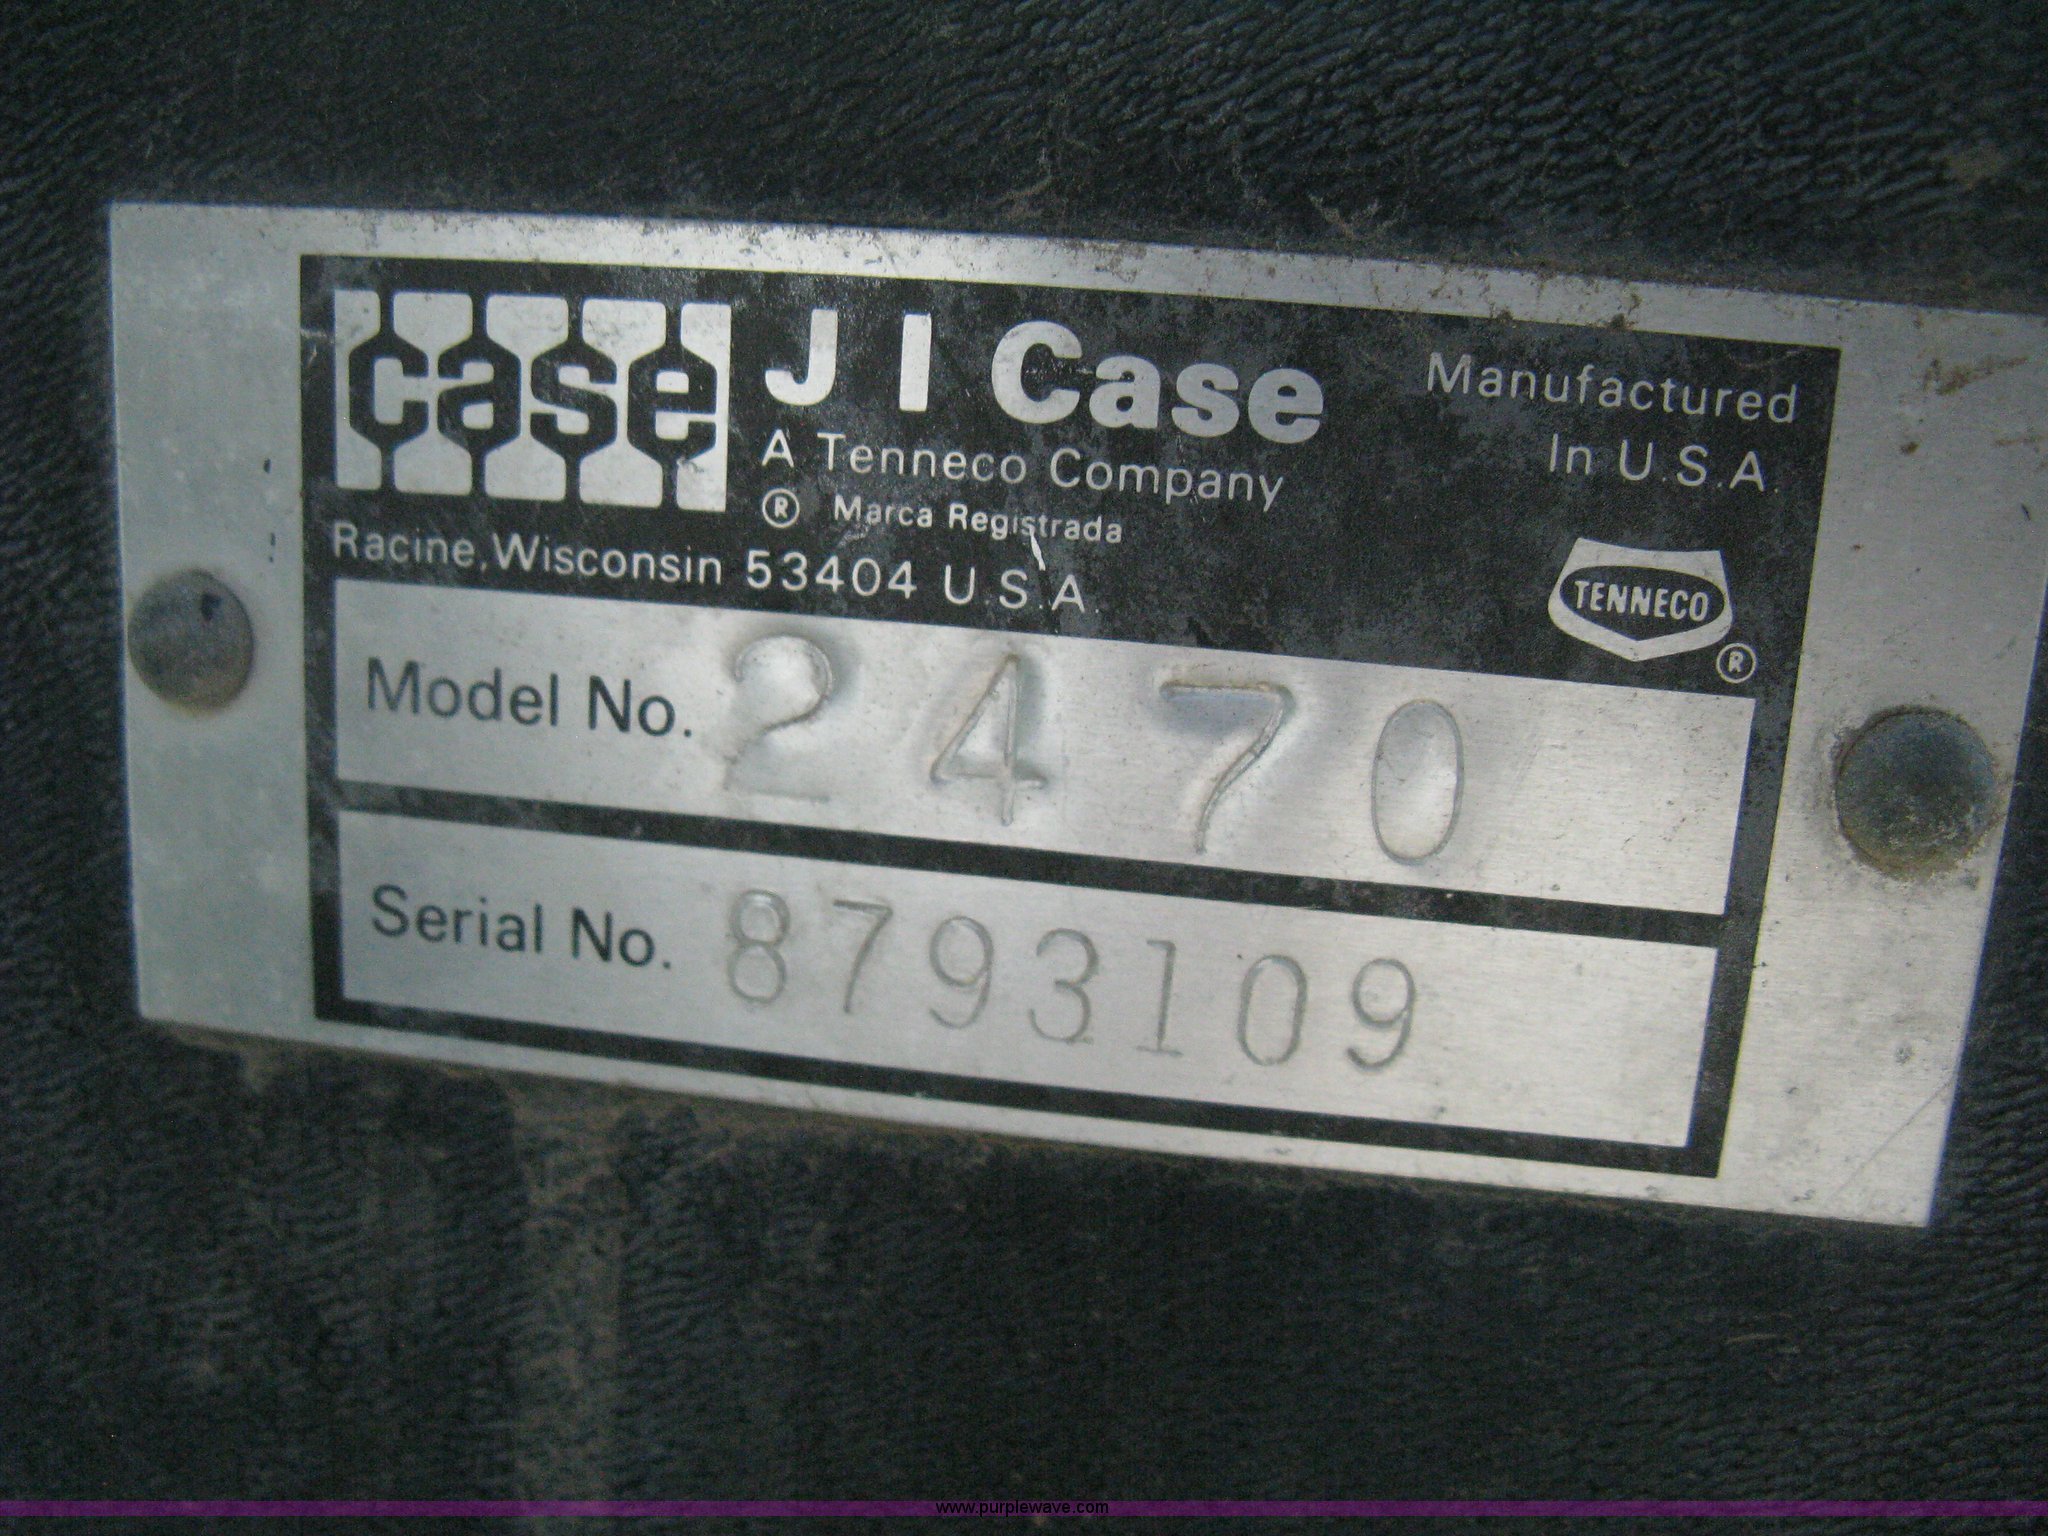 case
J I Case
A Tenneco Company
® Marca Registrada
Racine, Wisconsin 53404 U.S.A.
Manufactured
In U.S.A.
TENNECO
®
Model No. 2470
Serial No. 8793109
www.purplewave.com